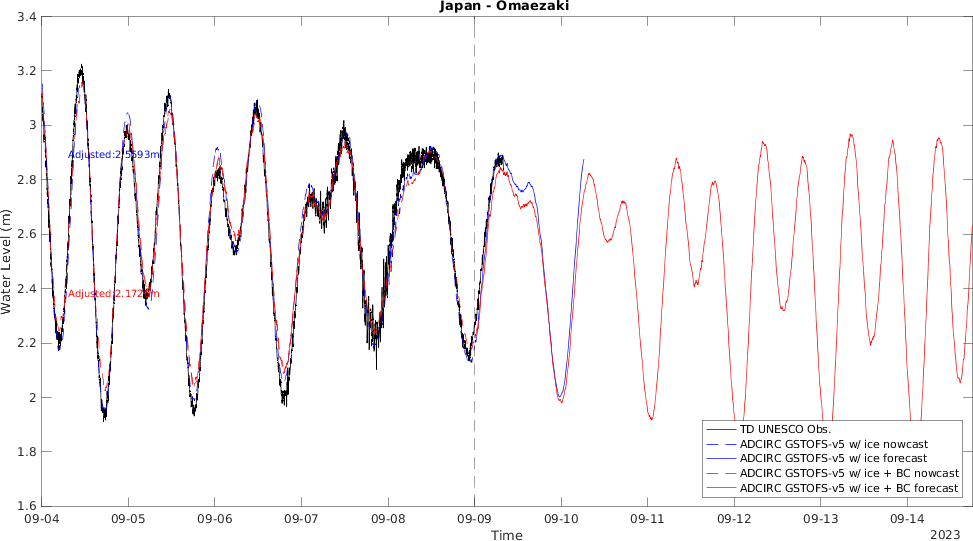 Japan - Omaezaki
3.4
3.2
3
2.8
2.6
2.4
2.2
2
1.8
1.6
Water Level (m)
Adjusted:2.5593m
TD UNESCO Obs.
ADCIRC GSTOFS-v5 w/ ice nowcast
ADCIRC GSTOFS-v5 w/ ice forecast
ADCIRC GSTOFS-v5 w/ ice + BC nowcast
ADCIRC GSTOFS-v5 w/ ice + BC forecast
09-04 09-05 09-06 09-07 09-08 09-09 09-10 09-11 09-12 09-13 09-14
Time
2023